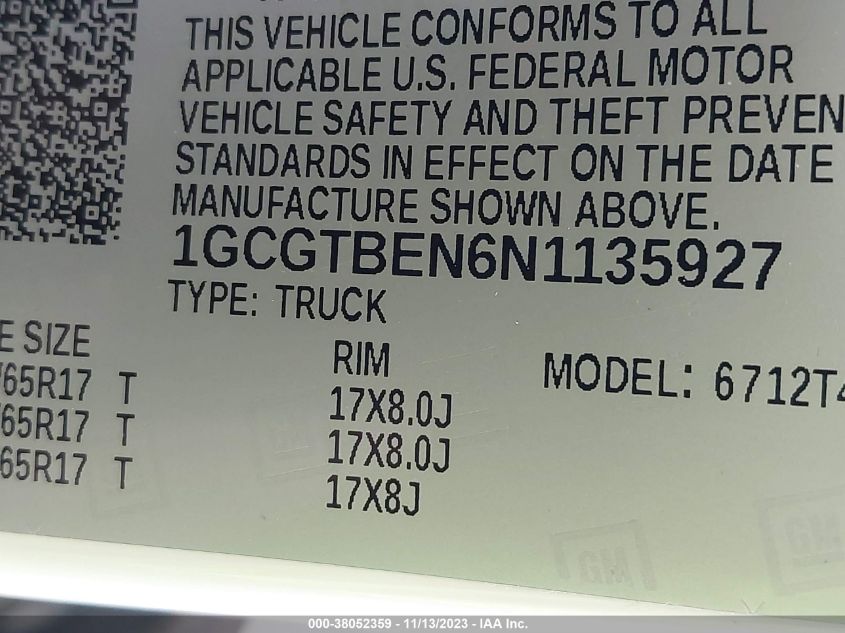 THIS VEHICLE CONFORMS TO ALL
APPLICABLE U.S. FEDERAL MOTOR
VEHICLE SAFETY AND THEFT PREVEN
STANDARDS IN EFFECT ON THE DATE
MANUFACTURE SHOWN ABOVE.
1GCGTBEN6N1135927
TYPE: TRUCK
E SIZE RIM MODEL: 6712T4
65R17 T 17X8.0J
65R17 T 17X8.0J
65R17 T 17X8J
GM GM
000-38052359 - 11/13/2023 - IAA Inc.